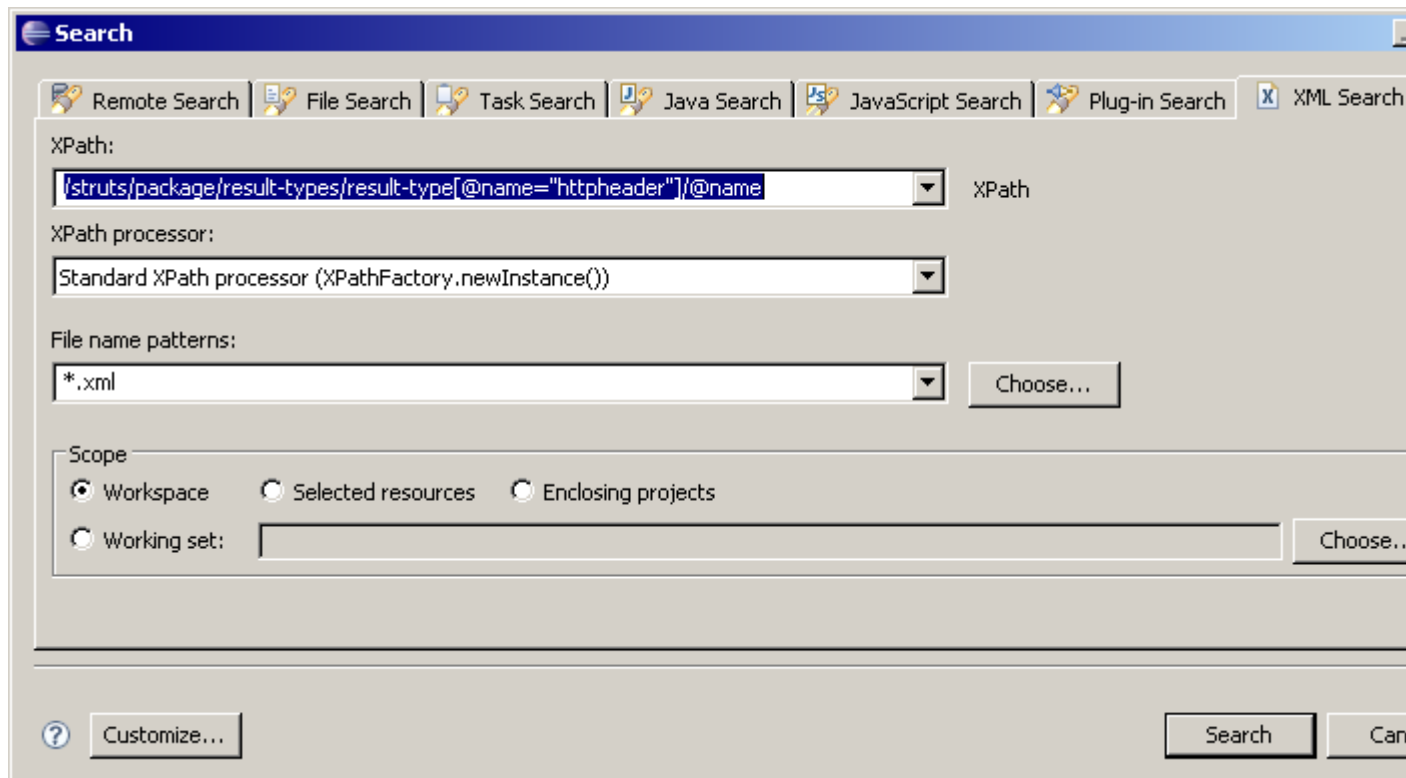 Search
Remote Search File Search Task Search Java Search JavaScript Search Plug-in Search XML Search
XPath:
/struts/package/result-types/result-type[@name="httpheader"]/@name XPath
XPath processor:
Standard XPath processor (XPathFactory.newInstance())
File name patterns:
*.xml Choose...
Scope
Workspace Selected resources Enclosing projects
Working set: Choose..
Customize... Search Can